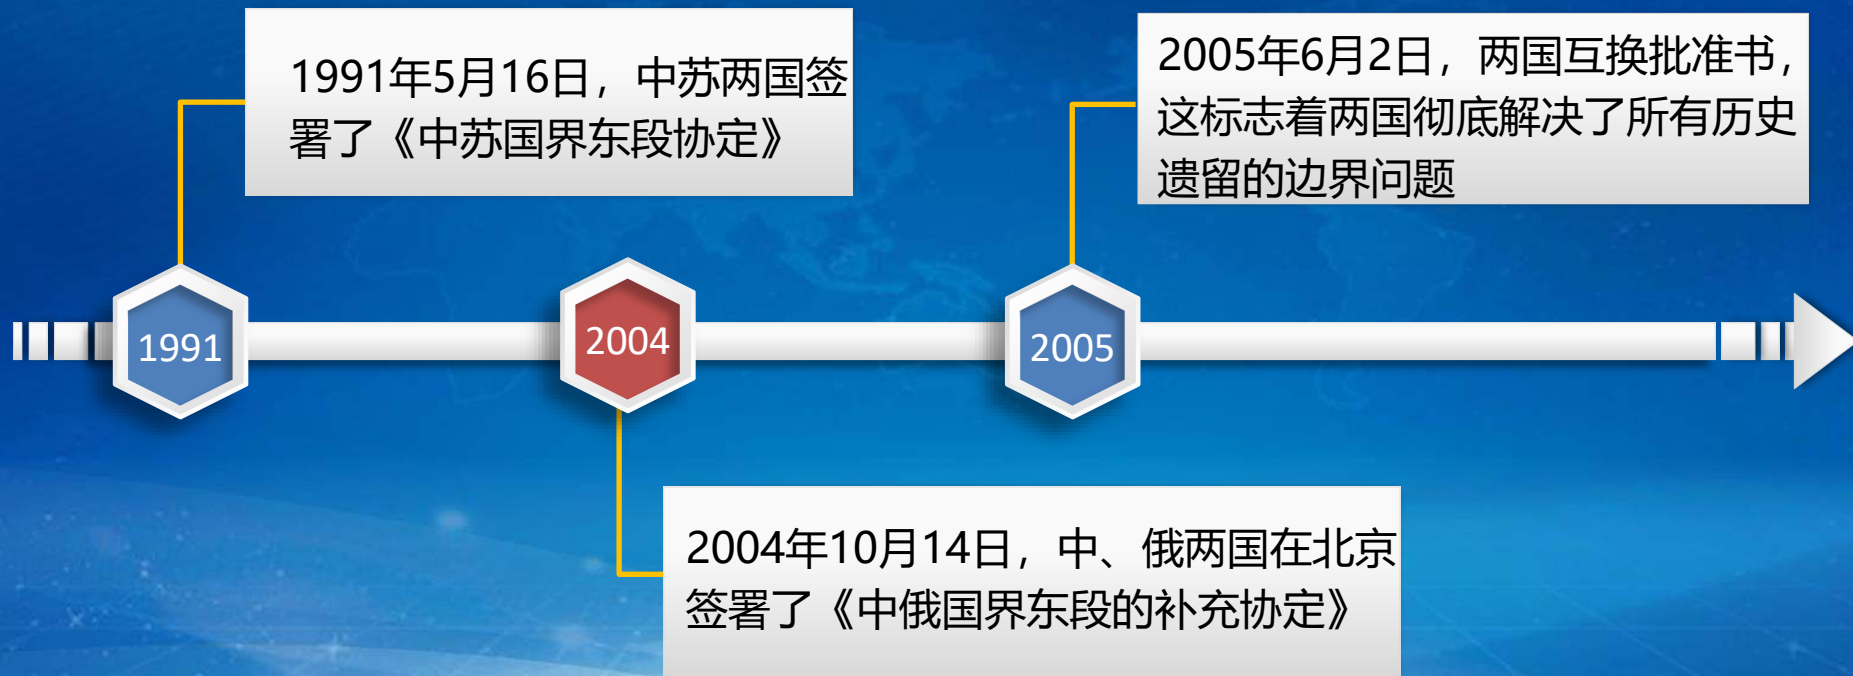 1991年5月16日，中苏两国签
署了《中苏国界东段协定》
2005年6月2日，两国互换批准书，
这标志着两国彻底解决了所有历史
遗留的边界问题
1991
2004
2005
2004年10月14日，中、俄两国在北京
签署了《中俄国界东段的补充协定》